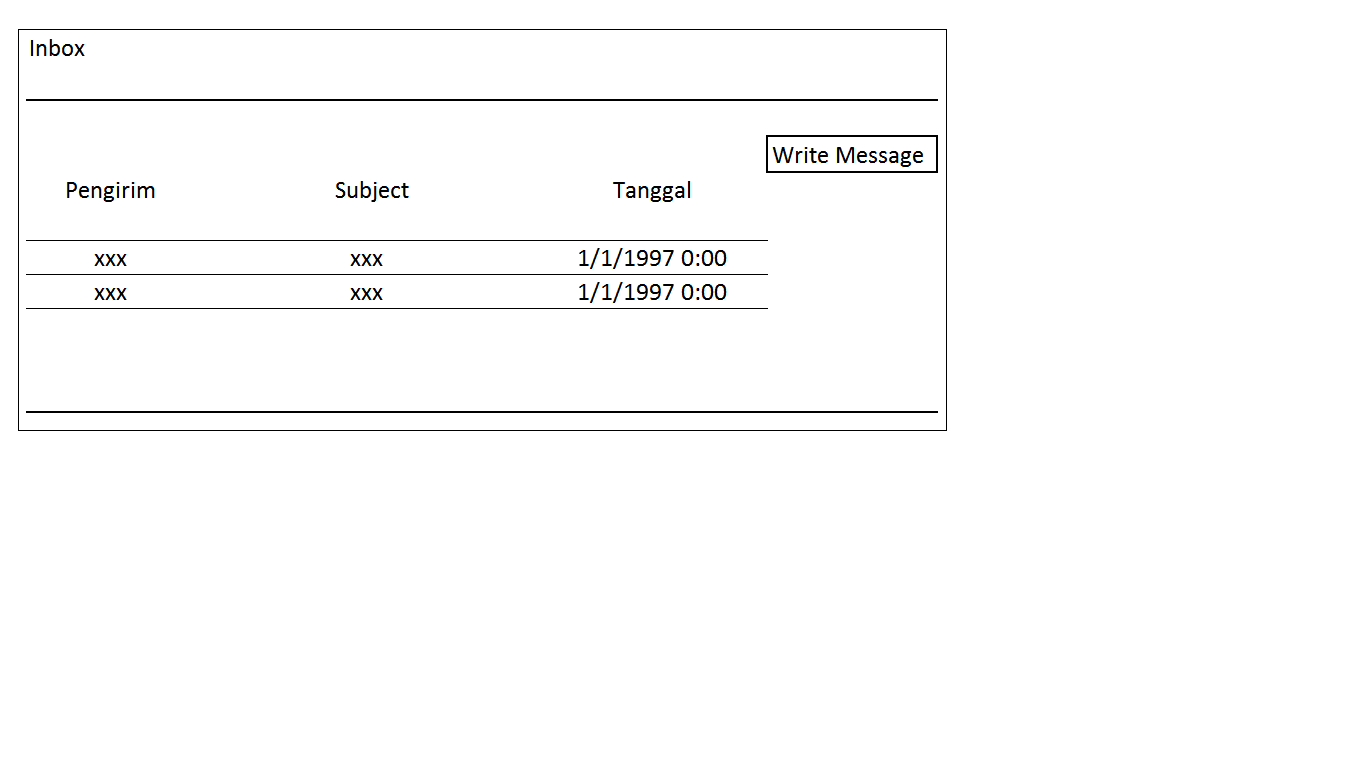 Inbox
Write Message
Pengirim Subject Tanggal
xxx xxx 1/1/1997 0:00
xxx xxx 1/1/1997 0:00